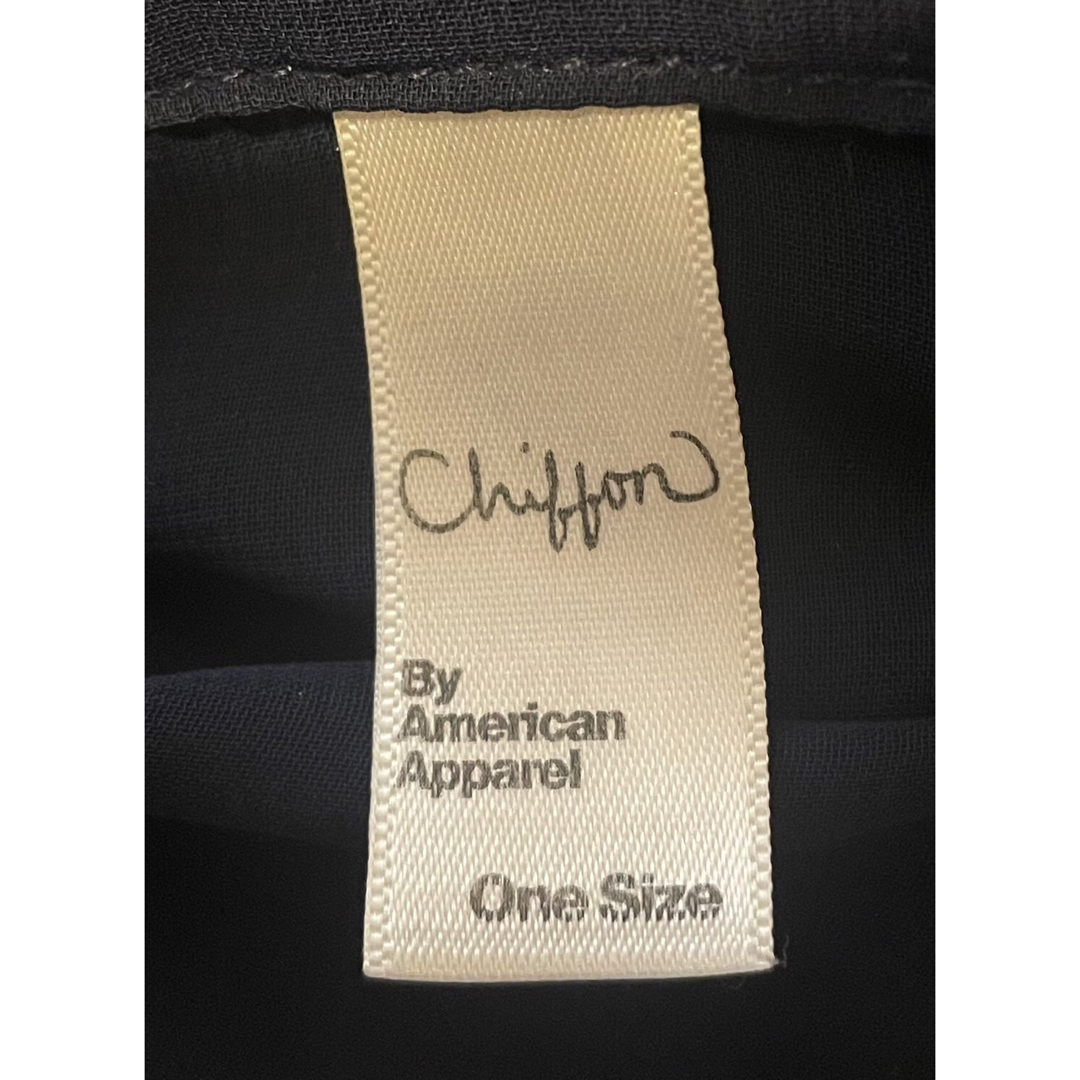 Chiffon
By
American
Apparel
One Size